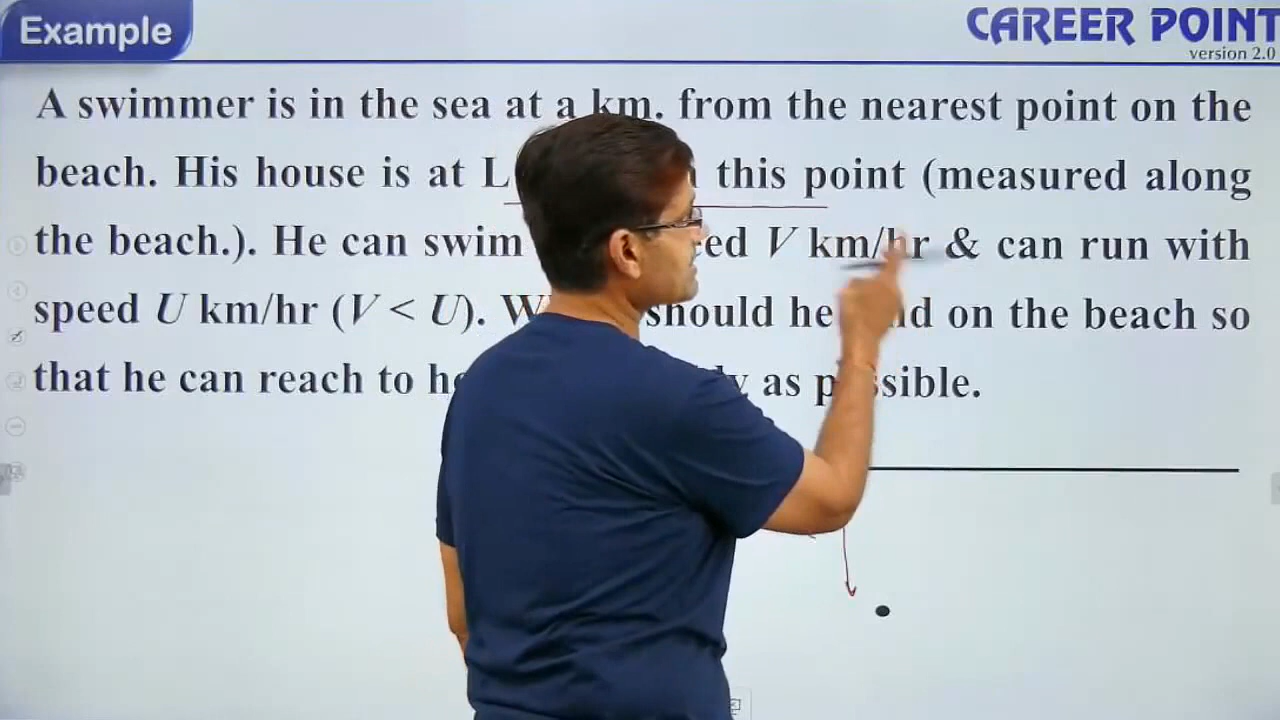 Example
CAREER POINT
version 2.0
A swimmer is in the sea at a km. from the nearest point on the
beach. His house is at L this point (measured along
the beach.). He can swim V km/hr & can run with
speed U km/hr (V < U). should he on the beach so
that he can reach to as possible.